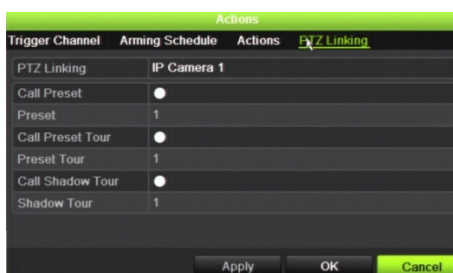 Actions
Trigger Channel Arming Schedule Actions PTZ Linking
PTZ Linking IP Camera 1
Call Preset
Preset 1
Call Preset Tour
Preset Tour 1
Call Shadow Tour
Shadow Tour 1
Apply OK Cancel